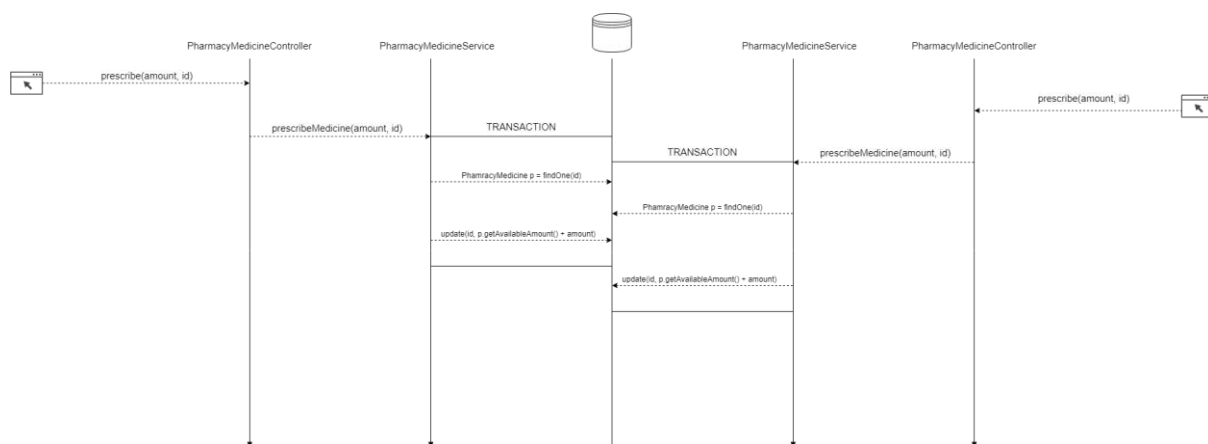 PharmacyMedicineController
PharmacyMedicineService
PharmacyMedicineService
PharmacyMedicineController
prescribe(amount, id)
prescribe(amount, id)
prescribeMedicine(amount, id)
TRANSACTION
TRANSACTION
prescribeMedicine(amount, id)
PhamracyMedicine p = findOne(id)
PhamracyMedicine p = findOne(id)
update(id, p.getAvailableAmount() + amount)
update(id, p.getAvailableAmount() + amount)